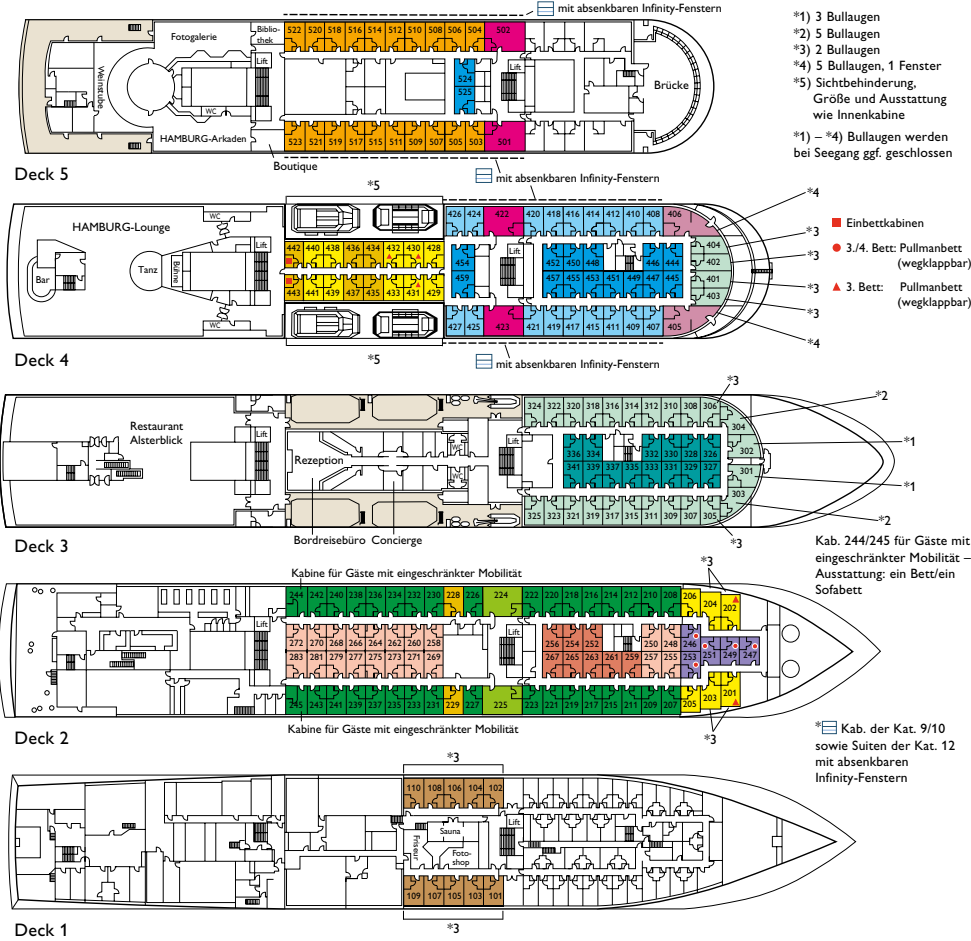 mit absenkbaren Infinity-Fenstern
*1) 3 Bullaugen
*2) 5 Bullaugen
*3) 2 Bullaugen
*4) 5 Bullaugen, 1 Fenster
*5) Sichtbehinderung,
Größe und Ausstattung
wie Innenkabine
*1) – *4) Bullaugen werden
bei Seegang ggf. geschlossen
522 520 518 516 514 512 510 508 506 504 502
Fotogalerie
Biblio-
thek
Lift
Lift
Weinstube
524
525
Brücke
WC
HAMBURG-Arkaden
523 521 519 517 515 511 509 507 505 503 501
Boutique
Deck 5
mit absenkbaren Infinity-Fenstern
*5
*4
WC
426 424 422 420 418 416 414 412 410 408 406
*3
HAMBURG-Lounge
Lift
442 440 438 436 434 432 430 428
Lift
404
*3
454
452 450 448 446 444
402
Bar
Tanz
Bühne
401
*3
443 441 439 437 435 433 431 429
459
457 455 453 451 449 447 445
403
*3
WC
427 425 423 421 419 417 415 411 409 407 405
*4
*5
mit absenkbaren Infinity-Fenstern
Deck 4
Einbettkabinen
3./4. Bett: Pullmanbett
(wegklappbar)
3. Bett: Pullmanbett
(wegklappbar)
*3
*2
324 322 320 318 316 314 312 310 308 306
304
Restaurant
Alsterblick
Lift
Rezeption
WC
WC
Lift
336 334 332 330 328 326
302
*1
341 339 337 335 333 331 329 327
301
*1
303
325 323 321 319 317 315 311 309 307 305
*2
*3
Bordreisebüro Concierge
Deck 3
Kab. 244/245 für Gäste mit
eingeschränkter Mobilität –
Ausstattung: ein Bett/ein
Sofabett
Kabine für Gäste mit eingeschränkter Mobilität
*3
244 242 240 238 236 234 232 230 228 226 224 222 220 218 216 214 212 210 208 206 204 202
Lift
Lift
272 270 268 266 264 262 260 258
256 254 252 250 248 246
283 281 279 277 275 273 271 269
267 265 263 261 259 257 255 253 251 249 247
245 243 241 239 237 235 233 231 229 227 225 223 221 219 217 215 211 209 207 205 203 201
Kabine für Gäste mit eingeschränkter Mobilität
*3
Deck 2
* Kab. der Kat. 9/10
sowie Suiten der Kat. 12
mit absenkbaren
Infinity-Fenstern
*3
110 108 106 104 102
Friseur
Sauna
Foto-
shop
Lift
109 107 105 103 101
*3
Deck 1